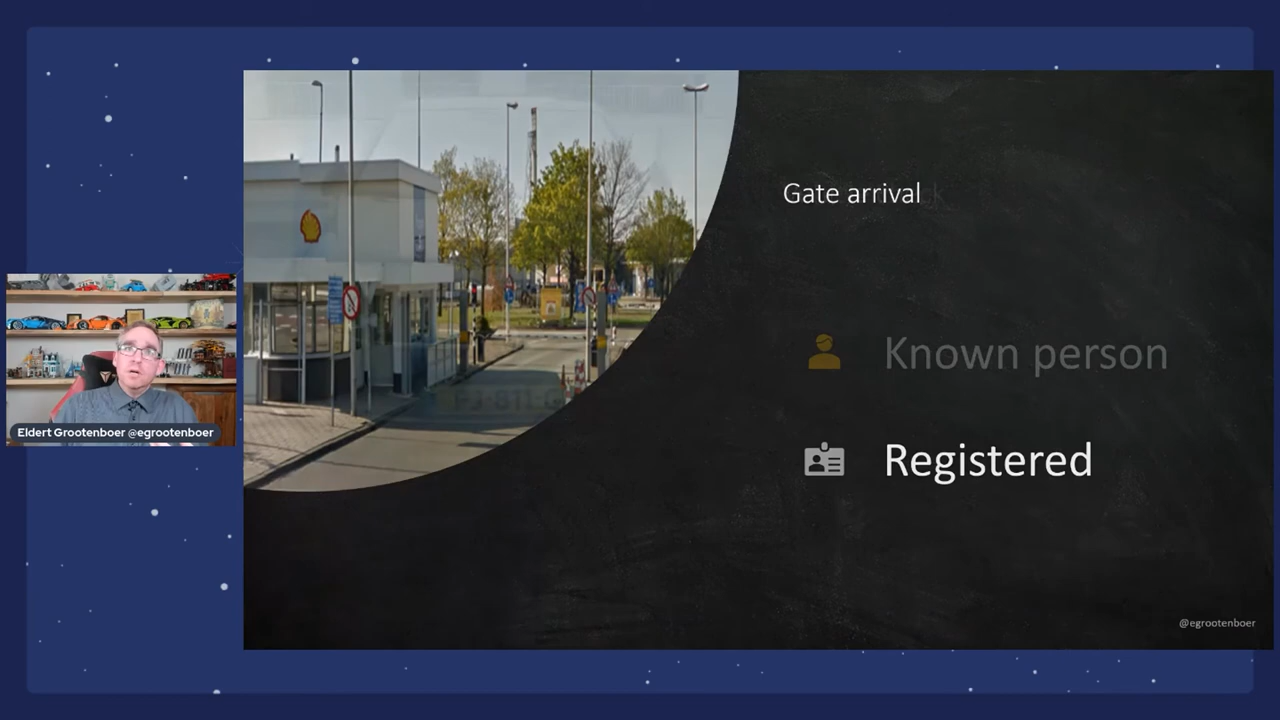 Gate arrival
Known person
Registered
@egrootenboer
Eldert Grootenboer @egrootenboer